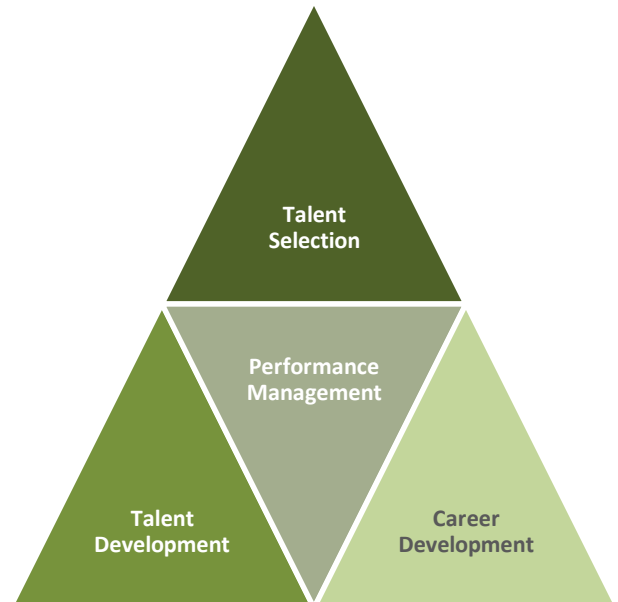 Talent
Selection
Performance
Management
Talent
Development
Career
Development